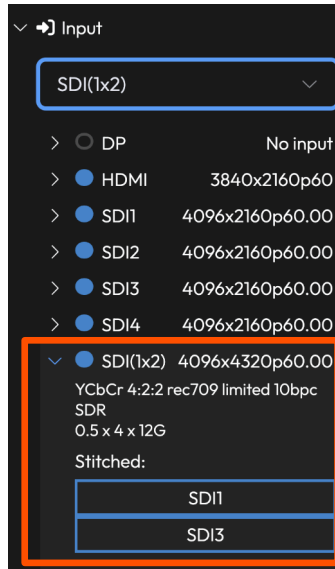 Input
SDI(1x2)
DP No input
HDMI 3840x2160p60
SDI1 4096x2160p60.00
SDI2 4096x2160p60.00
SDI3 4096x2160p60.00
SDI4 4096x2160p60.00
SDI(1x2) 4096x4320p60.00
YCbCr 4:2:2 rec709 limited 10bpc
SDR
0.5 x 4 x 12G
Stitched:
SDI1
SDI3